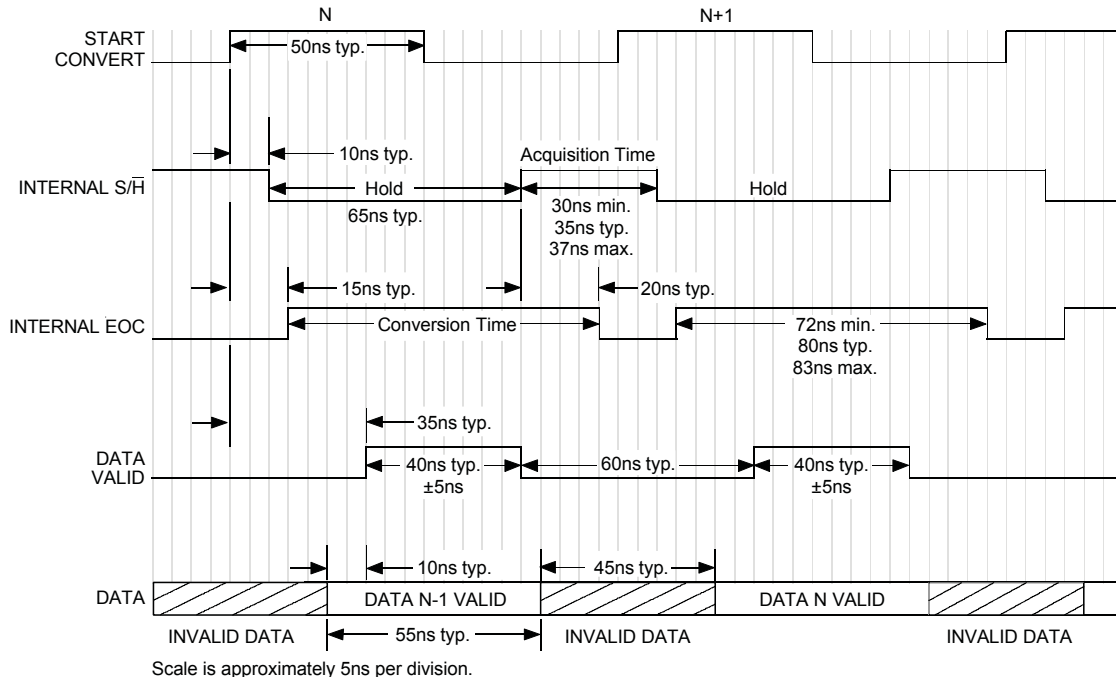 N
N+1
START
CONVERT
50ns typ.
10ns typ.
Acquisition Time
INTERNAL S/H̅
Hold
Hold
65ns typ.
30ns min.
35ns typ.
37ns max.
15ns typ.
20ns typ.
INTERNAL EOC
Conversion Time
72ns min.
80ns typ.
83ns max.
35ns typ.
DATA
VALID
40ns typ.
±5ns
60ns typ.
40ns typ.
±5ns
10ns typ.
45ns typ.
DATA
DATA N-1 VALID
DATA N VALID
INVALID DATA
55ns typ.
INVALID DATA
INVALID DATA
Scale is approximately 5ns per division.